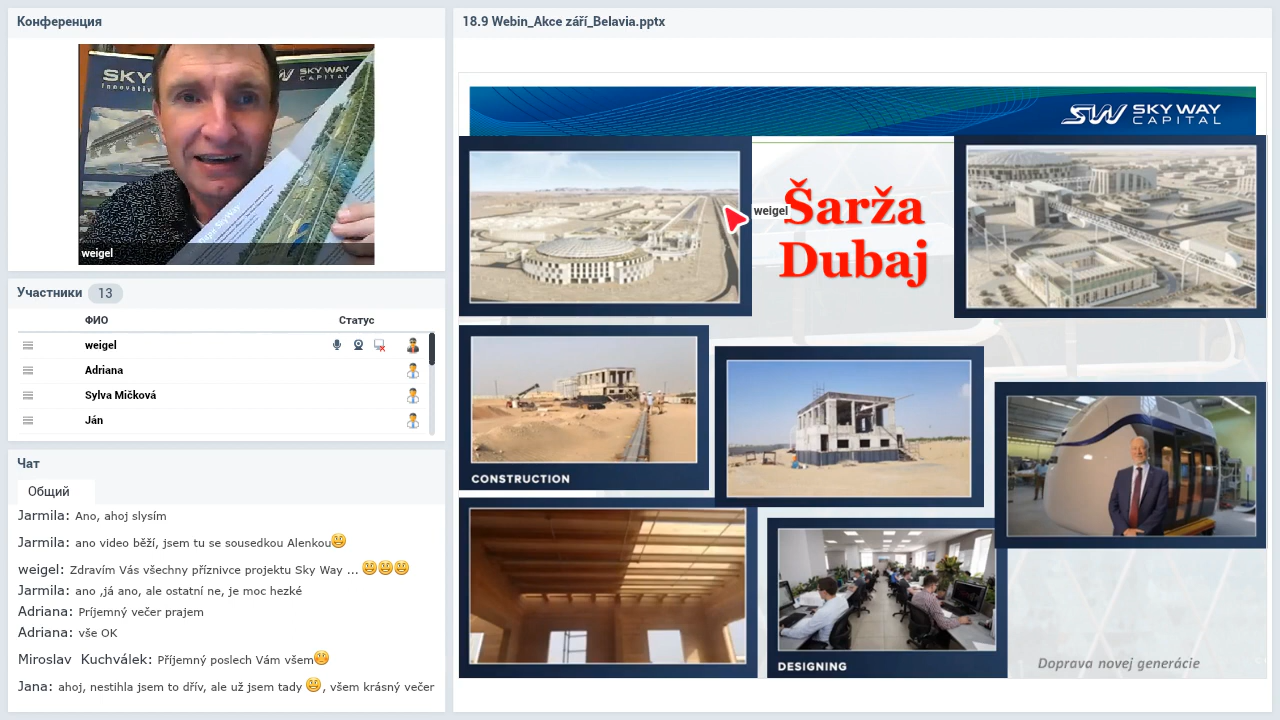 Конференция
SKY
SKY WAY
CAPITAL
weigel
Участники 13
ФИО Статус
weigel
Adriana
Sylva Mičková
Ján
Чат
Общий
Jarmila: Ano, ahoj slysím
Jarmila: ano video běží, jsem tu se sousedkou Alenkou
weigel: Zdravím Vás všechny příznivce projektu Sky Way ...
Jarmila: ano ,já ano, ale ostatní ne, je moc hezké
Adriana: Príjemný večer prajem
Adriana: vše OK
Miroslav Kuchválek: Příjemný poslech Vám všem
Jana: ahoj, nestihla jsem to dřív, ale už jsem tady , všem krásný večer
18.9 Webin_Akce září_Belavia.pptx
SW SKY WAY
CAPITAL
weigel
Šarža
Dubaj
CONSTRUCTION
DESIGNING
Doprava novej generácie